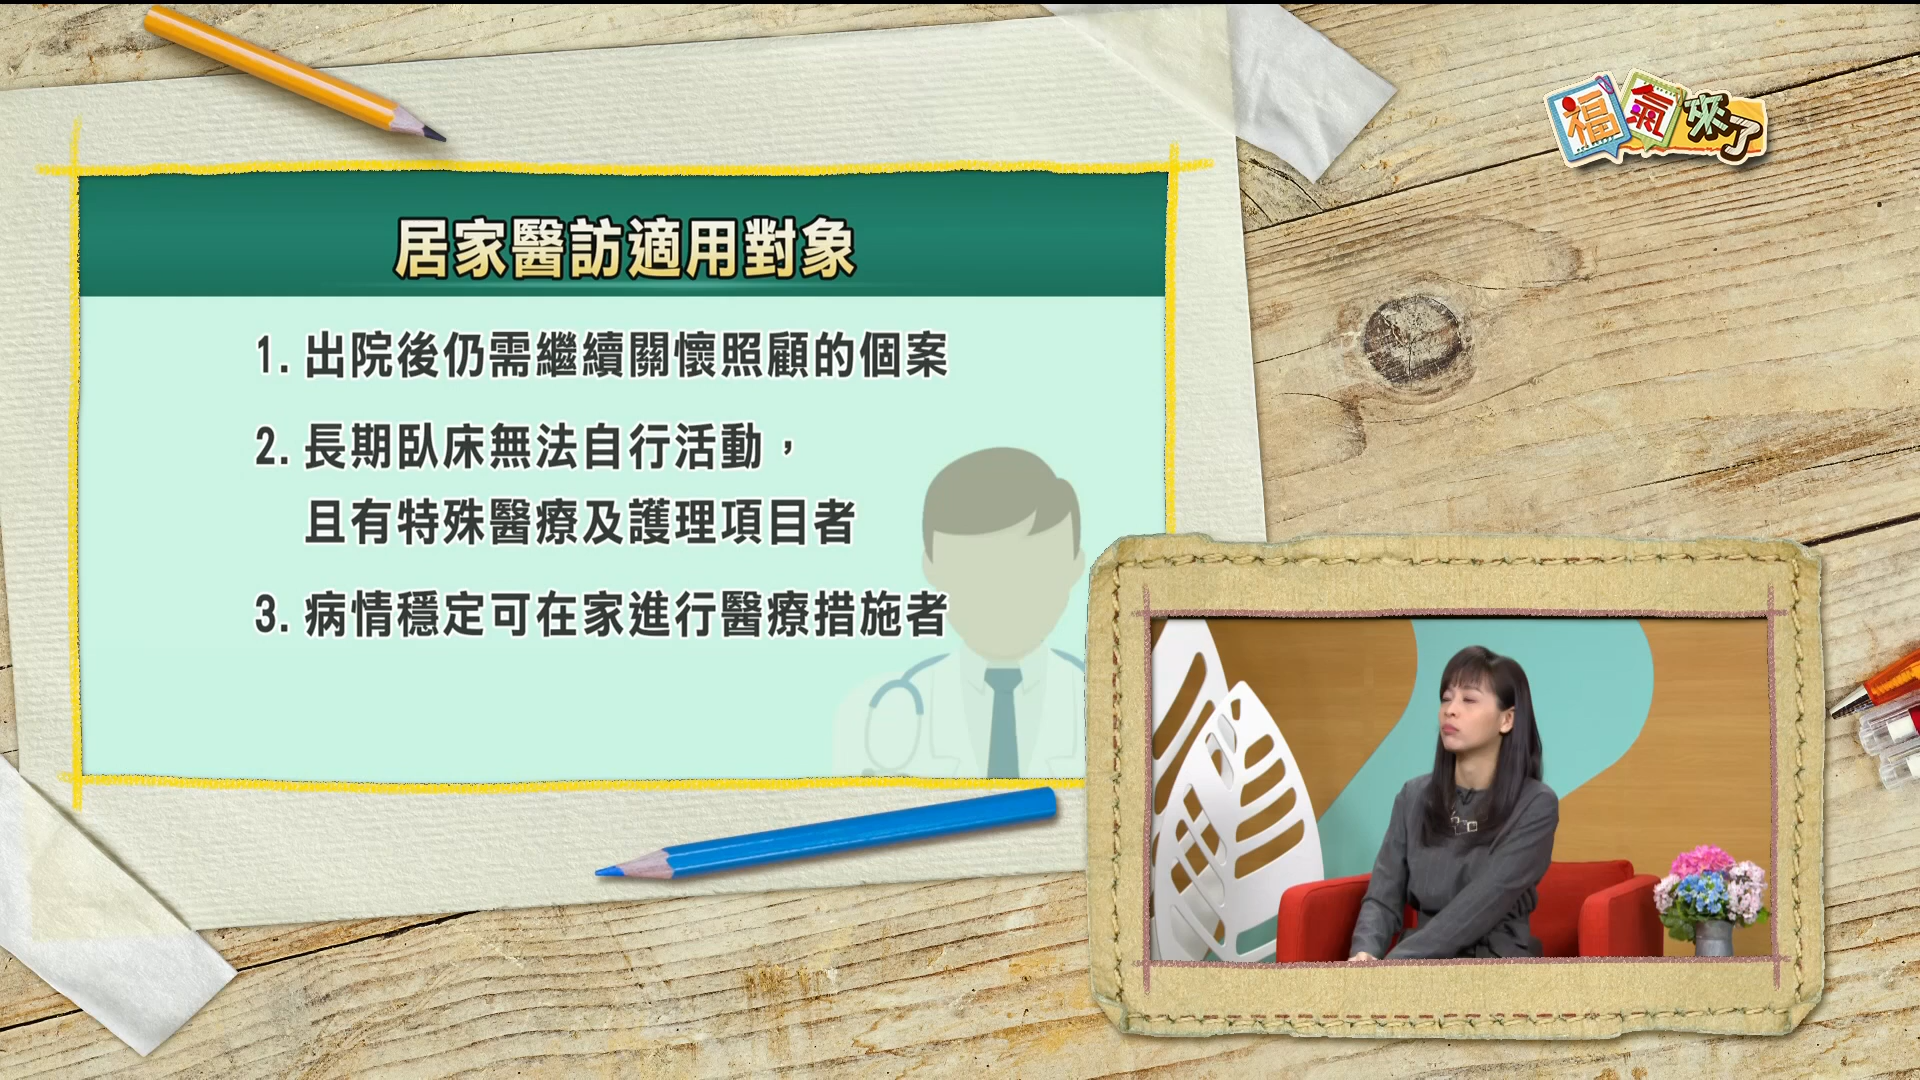 福氣來了
居家醫訪適用對象
1.出院後仍需繼續關懷照顧的個案
2.長期臥床無法自行活動，
且有特殊醫療及護理項目者
3.病情穩定可在家進行醫療措施者